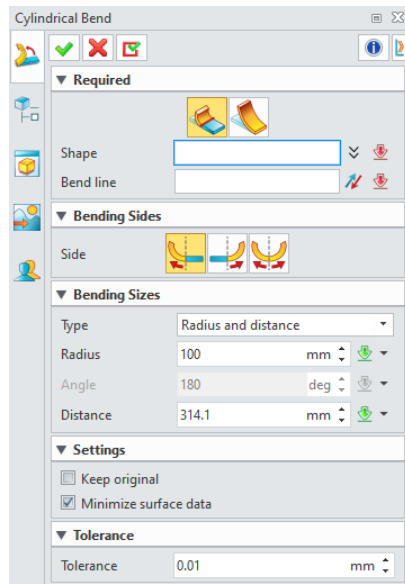 Cylindrical Bend
Required
Shape
Bend line
Bending Sides
Side
Bending Sizes
Type Radius and distance
Radius 100 mm
Angle 180 deg
Distance 314.1 mm
Settings
Keep original
Minimize surface data
Tolerance
Tolerance 0.01 mm